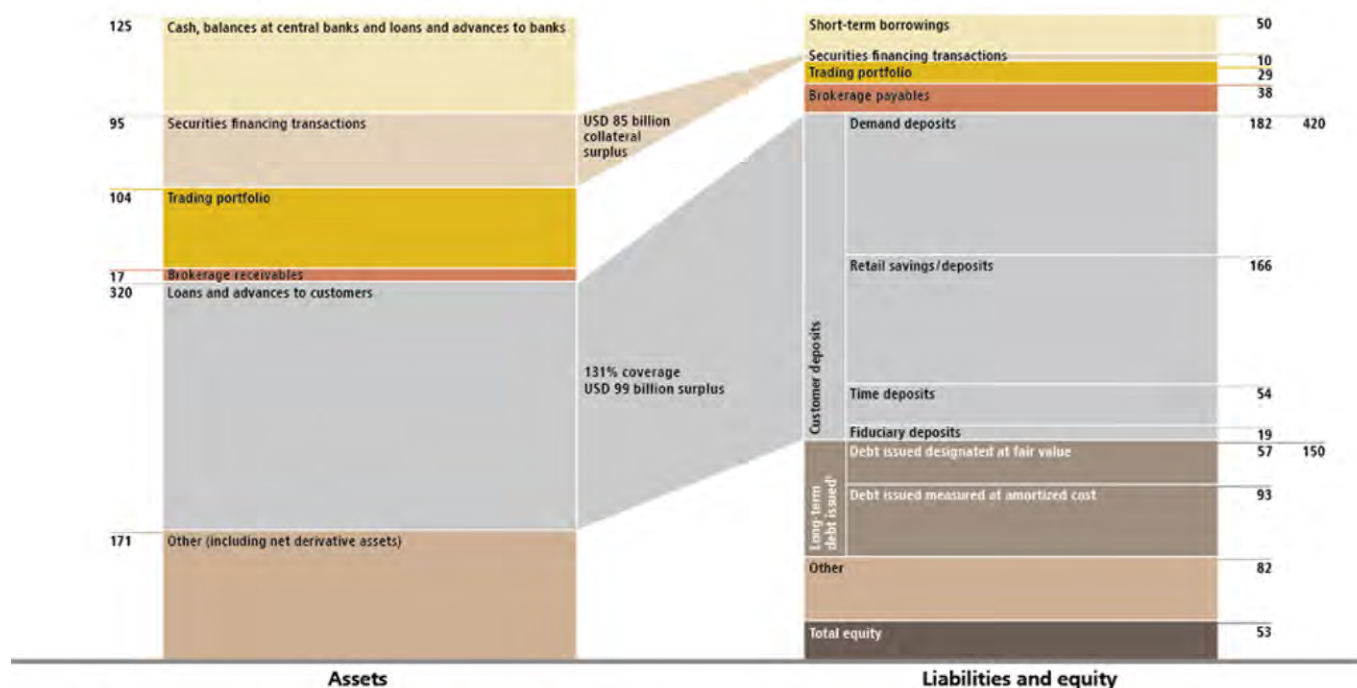 125 Cash, balances at central banks and loans and advances to banks
95 Securities financing transactions
104 Trading portfolio
17 Brokerage receivables
320 Loans and advances to customers
171 Other (including net derivative assets)
USD 85 billion
collateral
surplus
131% coverage
USD 99 billion surplus
Short-term borrowings 50
Securities financing transactions 10
Trading portfolio 29
Brokerage payables 38
Customer deposits
Demand deposits 182 420
Retail savings/deposits 166
Time deposits 54
Fiduciary deposits 19
Long-term
debt issued¹
Debt issued designated at fair value 57 150
Debt issued measured at amortized cost 93
Other 82
Total equity 53
Assets
Liabilities and equity